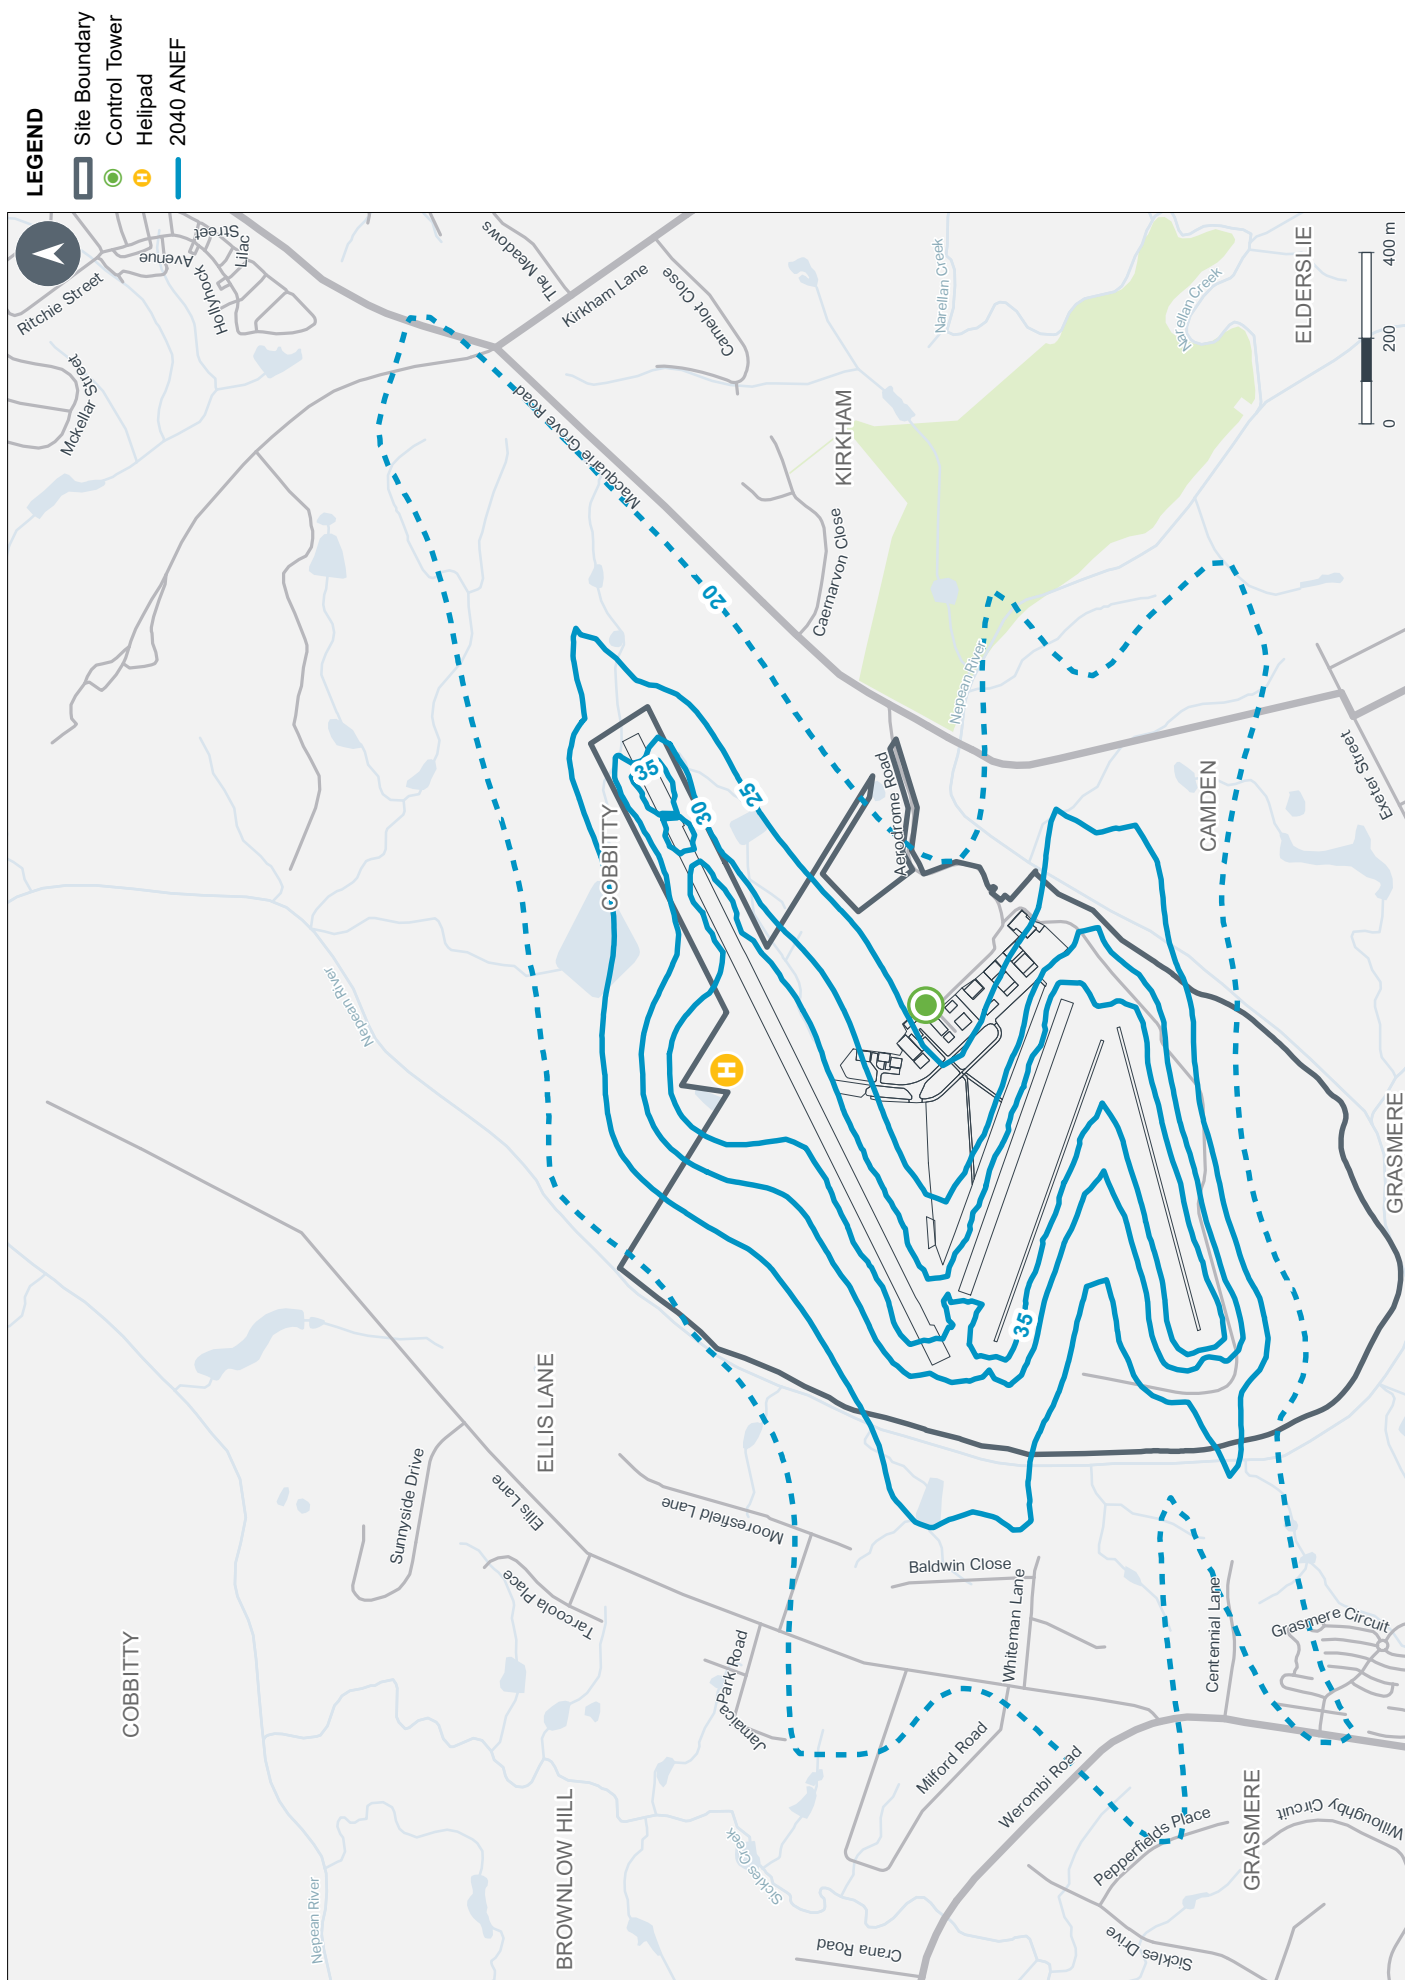 LEGEND
Site Boundary
Control Tower
H
Helipad
2040 ANEF
Ritchie Street
Mckellar Street
Hollyhock
Avenue
Lilac
Street
The Meadows
Kirkham Lane
Camelot Close
Macquarie Grove Road
Narellan Creek
Narellan Creek
ELDERSLIE
0
200
400 m
KIRKHAM
Caernarvon Close
Nepean River
20
25
30
35
COBBITTY
Aerodrome Road
CAMDEN
Exeter Street
Nepean River
H
GRASMERE
35
ELLIS LANE
Sunnyside Drive
Ellis Lane
Mooresfield Lane
Tarcoola Place
Baldwin Close
Whiteman Lane
Centennial Lane
Grasmere Circuit
COBBITTY
Jamaica
Park Road
Milford Road
Werombi Road
Pepperfields Place
GRASMERE
Willoughby Circuit
BROWNLOW HILL
Sickles Creek
Nepean River
Crana Road
Sickles Drive